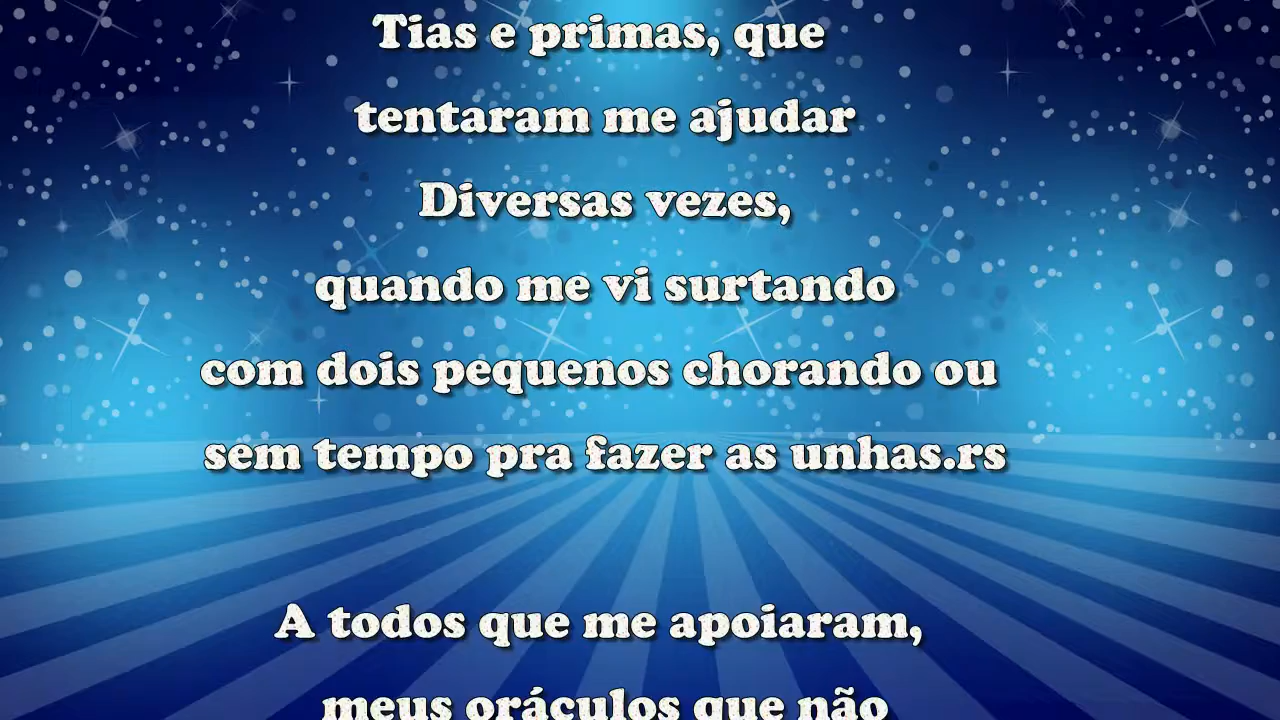 Tias e primas, que
tentaram me ajudar
Diversas vezes,
quando me vi surtando
com dois pequenos chorando ou
sem tempo pra fazer as unhas.rs
A todos que me apoiaram,
meus oráculos que não